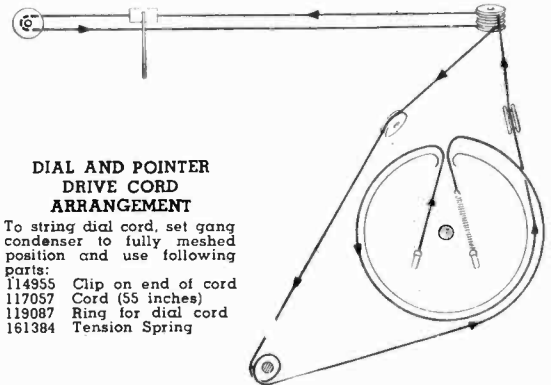 DIAL AND POINTER
DRIVE CORD
ARRANGEMENT
To string dial cord, set gang
condenser to fully meshed
position and use following
parts:
114955 Clip on end of cord
117057 Cord (55 inches)
119087 Ring for dial cord
161384 Tension Spring